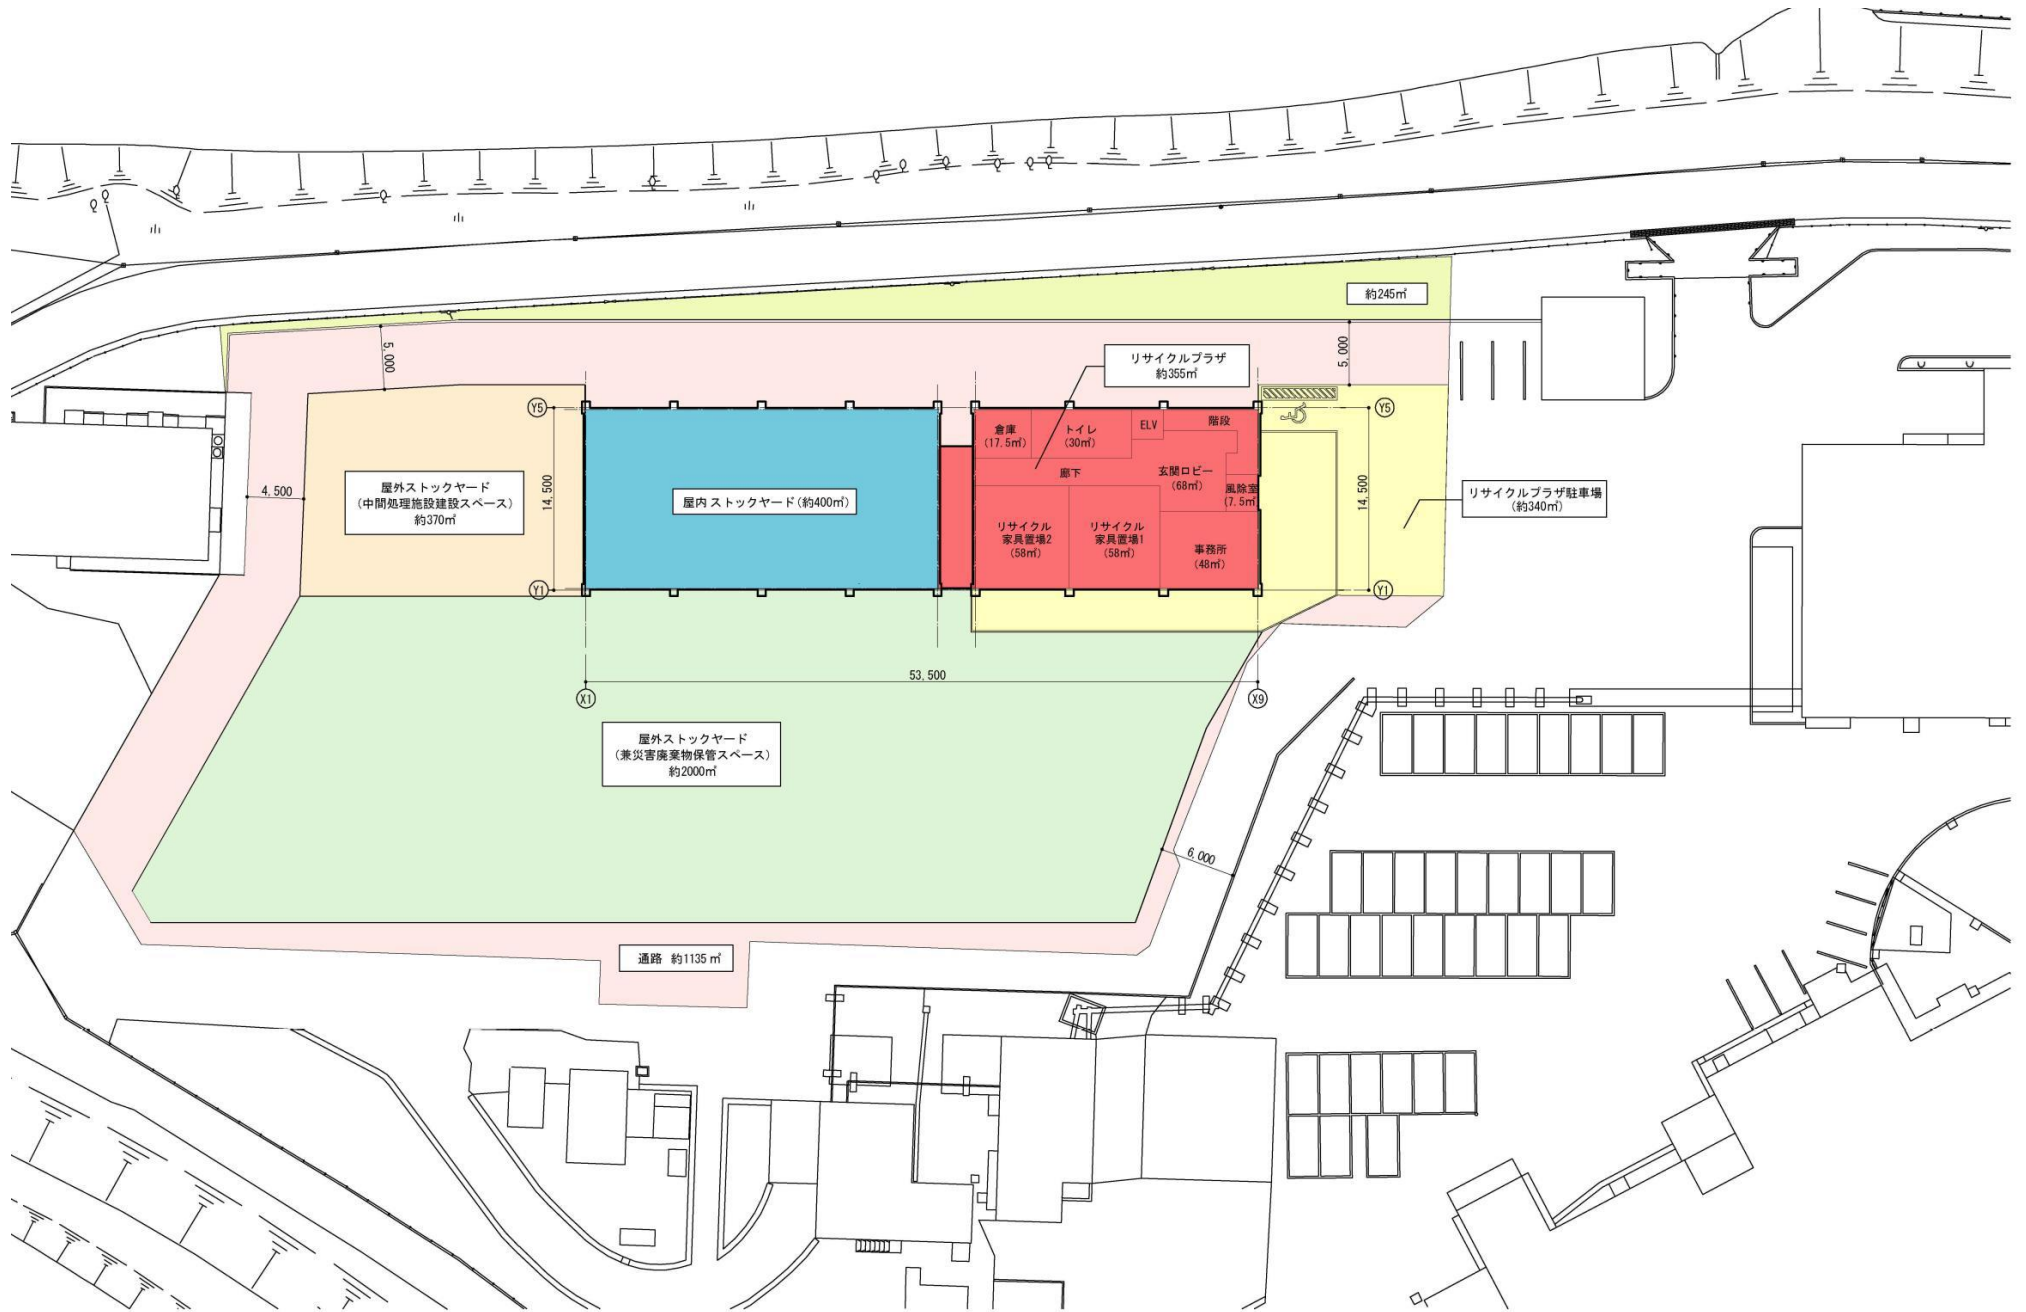 約245㎡
5,000
5,000
リサイクルプラザ
約355㎡
Y5
Y5
倉庫
(17.5㎡)
トイレ
(30㎡)
ELV
階段
廊下
玄関ロビー
(68㎡)
風除室
(7.5㎡)
4,500
屋外ストックヤード
(中間処理施設建設スペース)
約370㎡
14,500
屋内 ストックヤード(約400㎡)
14,500
リサイクルプラザ駐車場
(約340㎡)
リサイクル
家具置場2
(58㎡)
リサイクル
家具置場1
(58㎡)
事務所
(48㎡)
Y1
Y1
53,500
X1
X9
屋外ストックヤード
(兼災害廃棄物保管スペース)
約2000㎡
6,000
通路 約1135㎡